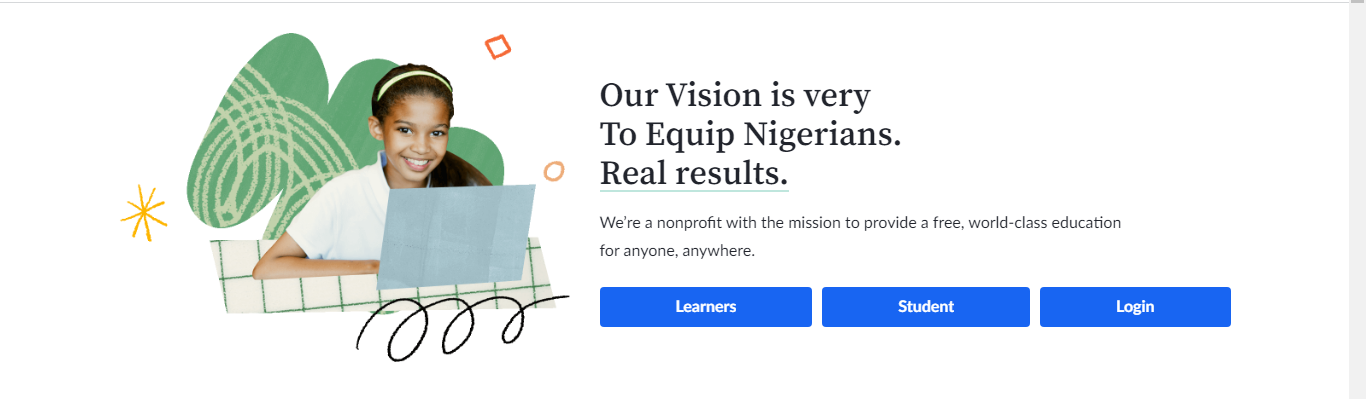 Our Vision is very
To Equip Nigerians.
Real results.
We’re a nonprofit with the mission to provide a free, world-class education
for anyone, anywhere.
Learners
Student
Login